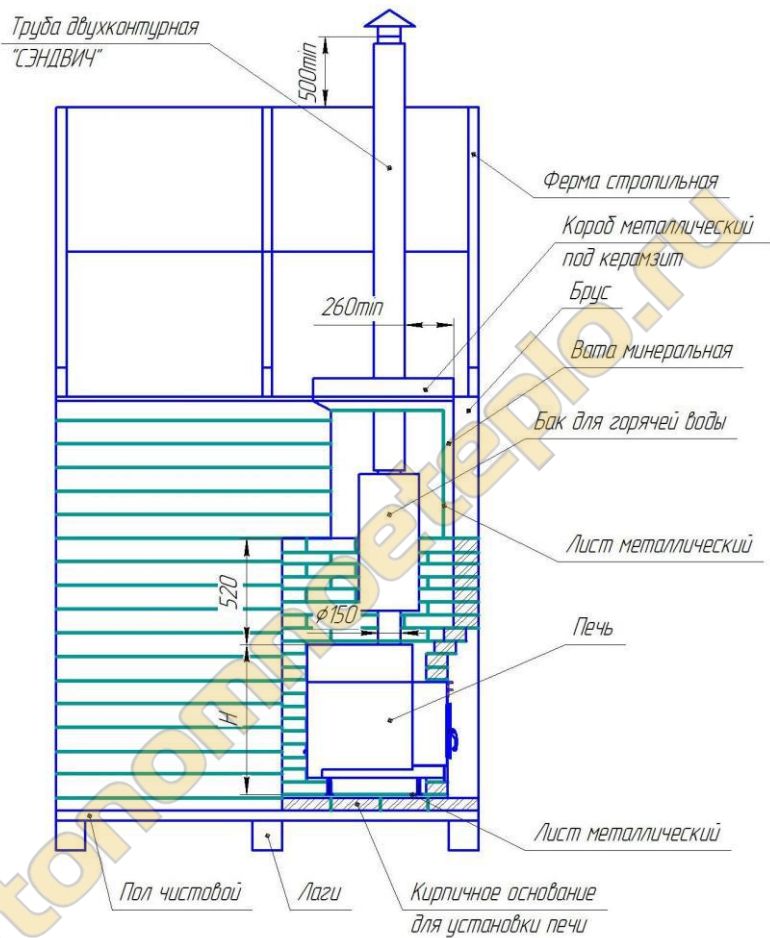 Труба двухконтурная
"СЭНДВИЧ"
500min
Ферма стропильная
Короб металлический
под керамзит
260min
Брус
Вата минеральная
Бак для горячей воды
Лист металлический
520
ϕ150
Печь
H
Лист металлический
Пол чистовой
Лаги
Кирпичное основание
для установки печи
tonomnoeteplo.ru